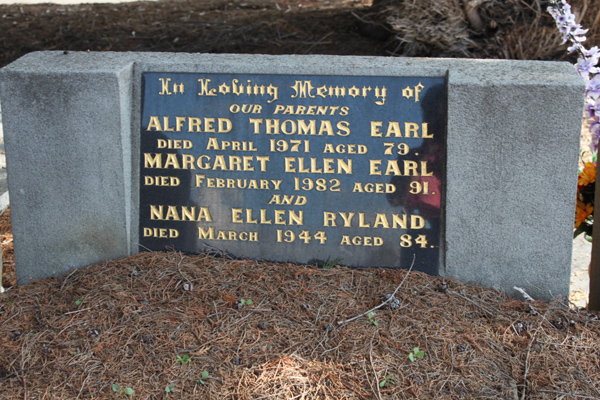 In Loving Memory of
OUR PARENTS
ALFRED THOMAS EARL
DIED APRIL 1971 AGED 79.
MARGARET ELLEN EARL
DIED FEBRUARY 1982 AGED 91.
AND
NANA ELLEN RYLAND
DIED MARCH 1944 AGED 84.